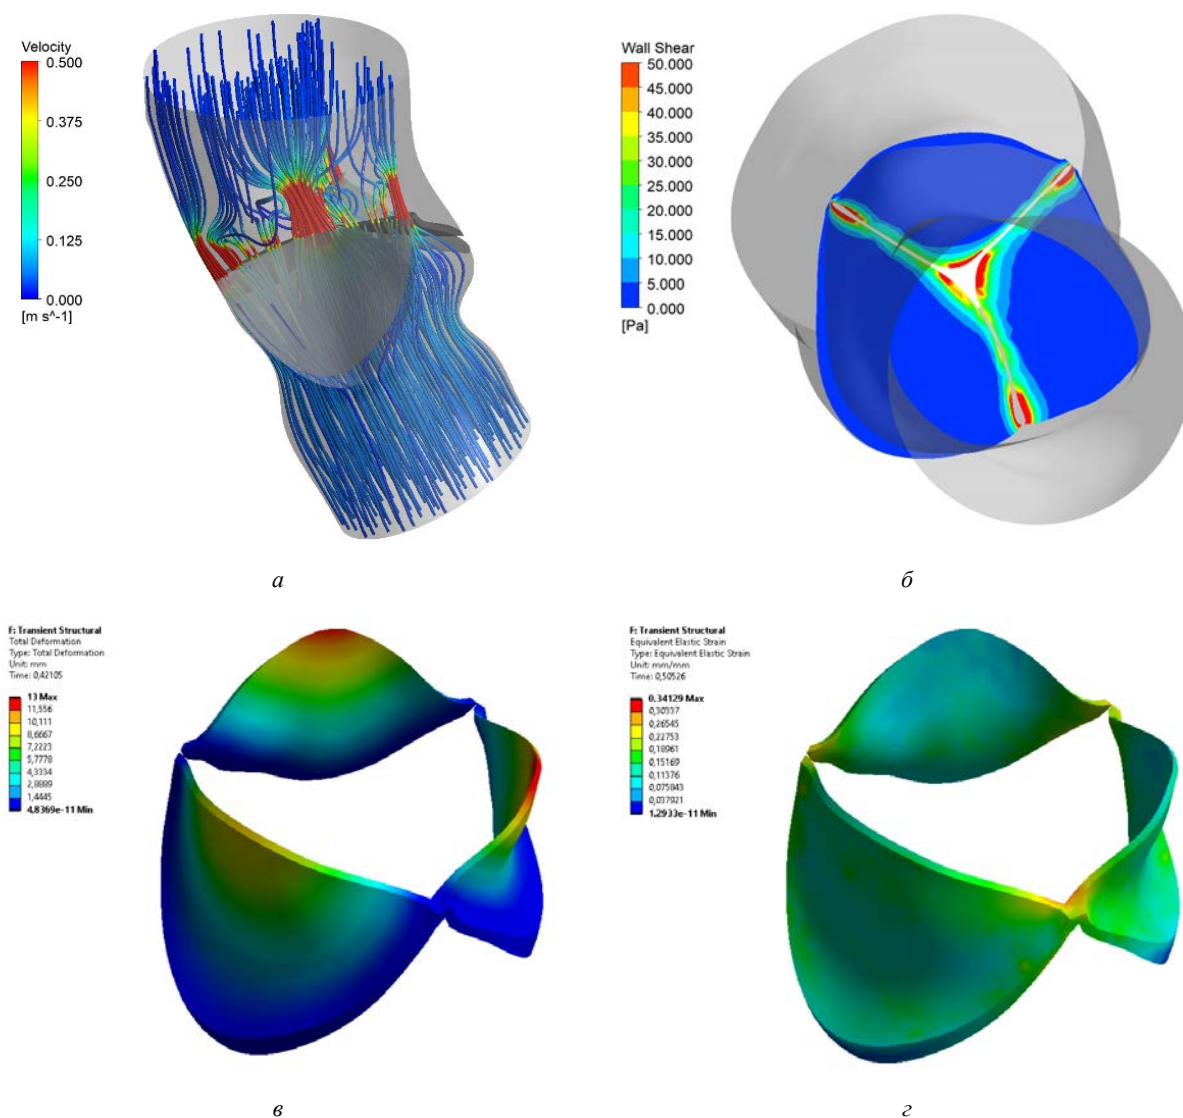 Velocity
0.500
0.375
0.250
0.125
0.000
[m s^-1]
Wall Shear
50.000
45.000
40.000
35.000
30.000
25.000
20.000
15.000
10.000
5.000
0.000
[Pa]
а
б
F: Transient Structural
Total Deformation
Type: Total Deformation
Unit: mm
Time: 0,42105
13 Max
11,556
10,111
8,6667
7,2223
5,7778
4,3334
2,8889
1,4445
4,8369e-11 Min
F: Transient Structural
Equivalent Elastic Strain
Type: Equivalent Elastic Strain
Unit: mm/mm
Time: 0,50526
0,34129 Max
0,30337
0,26545
0,22753
0,18961
0,15169
0,11376
0,075843
0,037921
1,2933e-11 Min
в
г